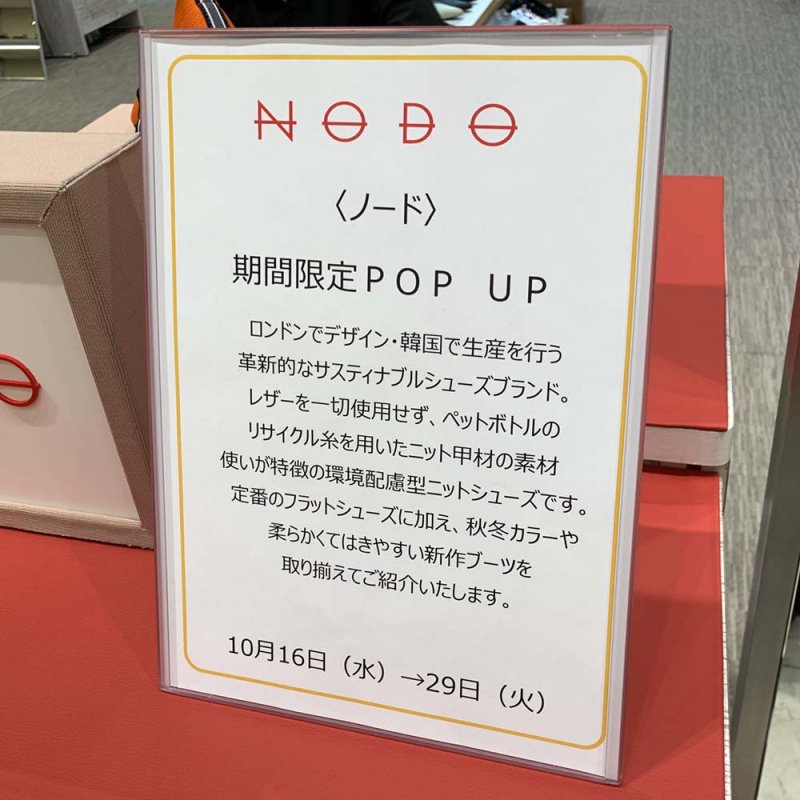 NODO
〈ノード〉
期間限定POP UP
ロンドンでデザイン・韓国で生産を行う
革新的なサスティナブルシューズブランド。
レザーを一切使用せず、ペットボトルの
リサイクル糸を用いたニット甲材の素材
使いが特徴の環境配慮型ニットシューズです。
定番のフラットシューズに加え、秋冬カラーや
柔らかくてはきやすい新作ブーツを
取り揃えてご紹介いたします。
10月16日（水）→29日（火）